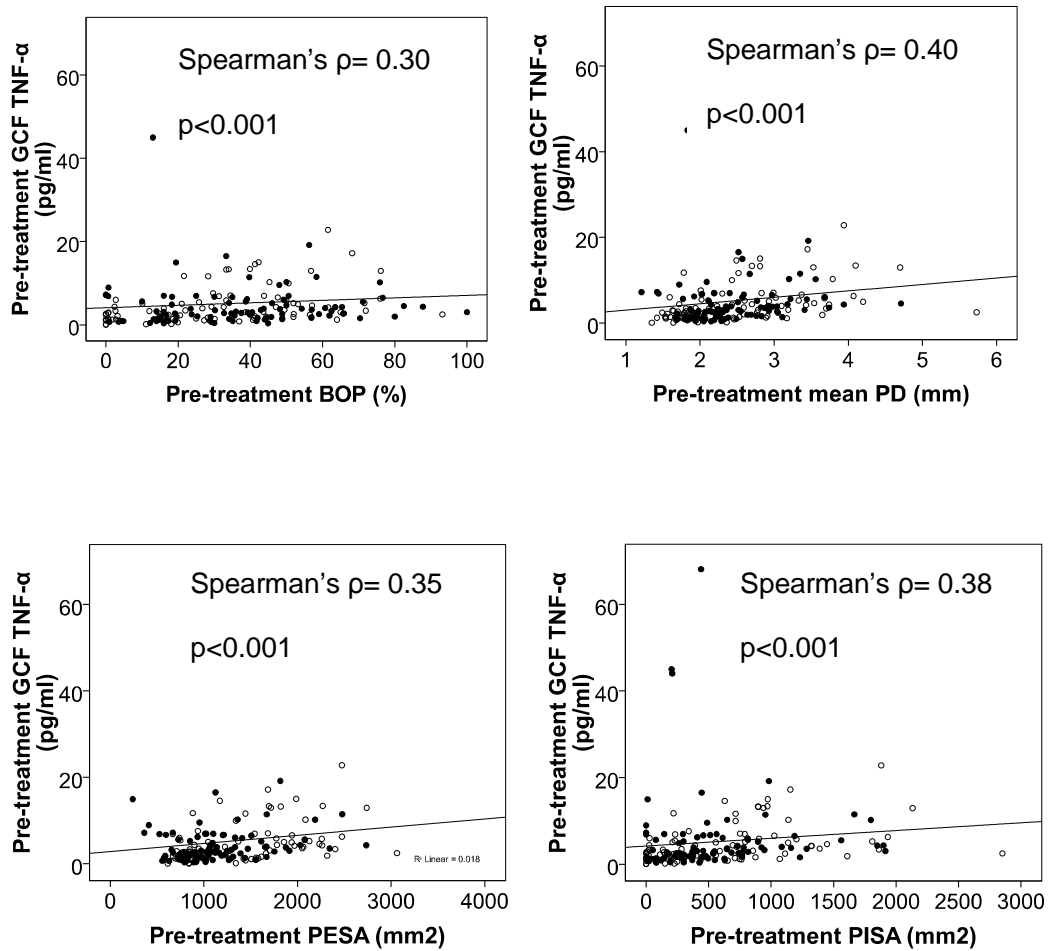 Pre-treatment GCF TNF-α
(pg/ml)
Spearman's ρ= 0.30
p<0.001
60
40
20
0
0 20 40 60 80 100
Pre-treatment BOP (%)
Pre-treatment GCF TNF-α
(pg/ml)
Spearman's ρ= 0.40
p<0.001
60
40
20
0
1 2 3 4 5 6
Pre-treatment mean PD (mm)
Pre-treatment GCF TNF-α
(pg/ml)
Spearman's ρ= 0.35
p<0.001
60
40
20
0
R² Linear = 0.018
0 1000 2000 3000 4000
Pre-treatment PESA (mm2)
Pre-treatment GCF TNF-α
(pg/ml)
Spearman's ρ= 0.38
p<0.001
60
40
20
0
0 500 1000 1500 2000 2500 3000
Pre-treatment PISA (mm2)